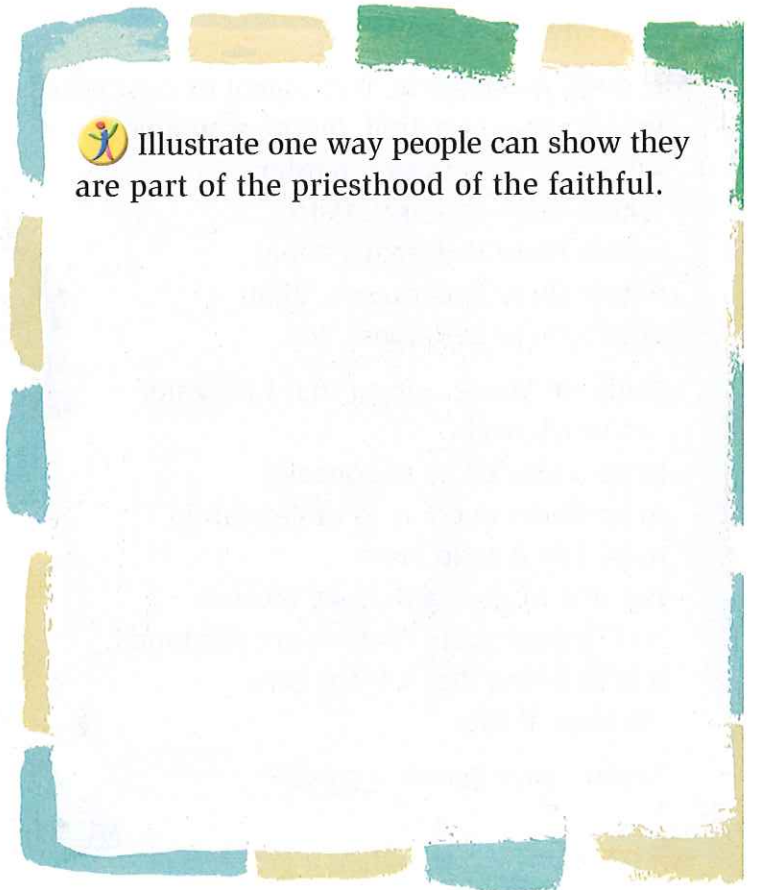 Illustrate one way people can show they
are part of the priesthood of the faithful.